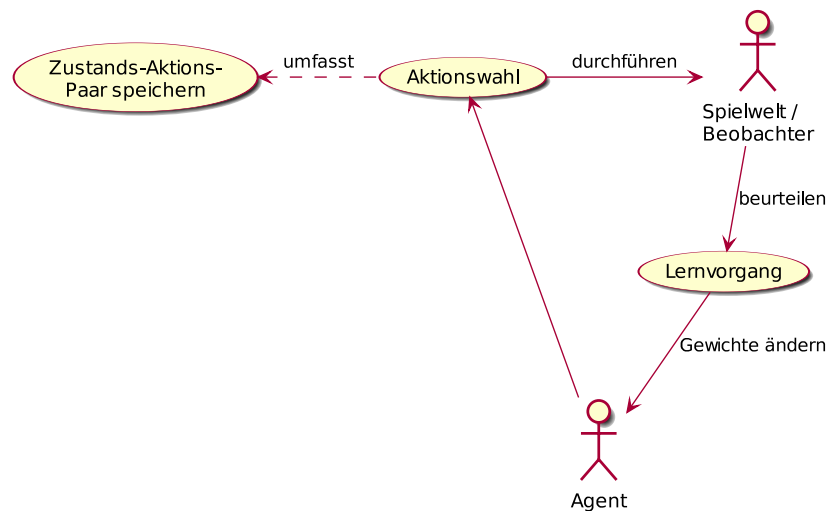 Zustands-Aktions-
Paar speichern
umfasst
Aktionswahl
durchführen
Spielwelt /
Beobachter
beurteilen
Lernvorgang
Gewichte ändern
Agent